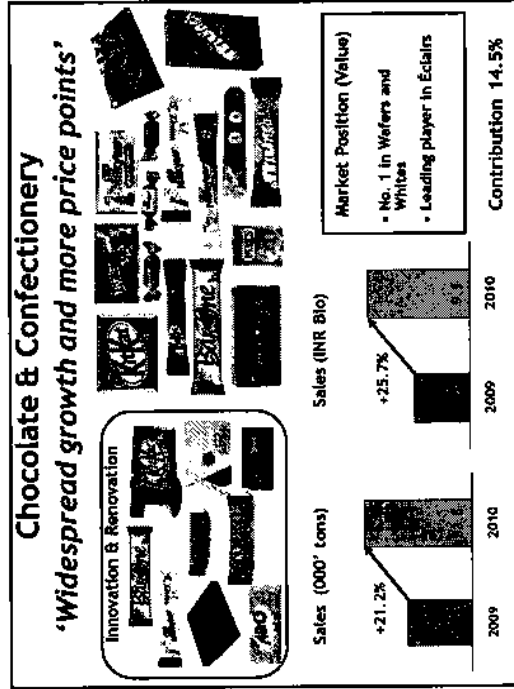 Chocolate & Confectionery
'Widespread growth and more price points'
Innovation & Renovation
KitKat
KitKat
Sales (000' tons)
+21.2%
2009
2010
Sales (INR Bio)
+25.7%
2009
2010
Market Position (Value)
• No. 1 in Wafers and
Whites
• Leading player in Eclairs
Contribution 14.5%